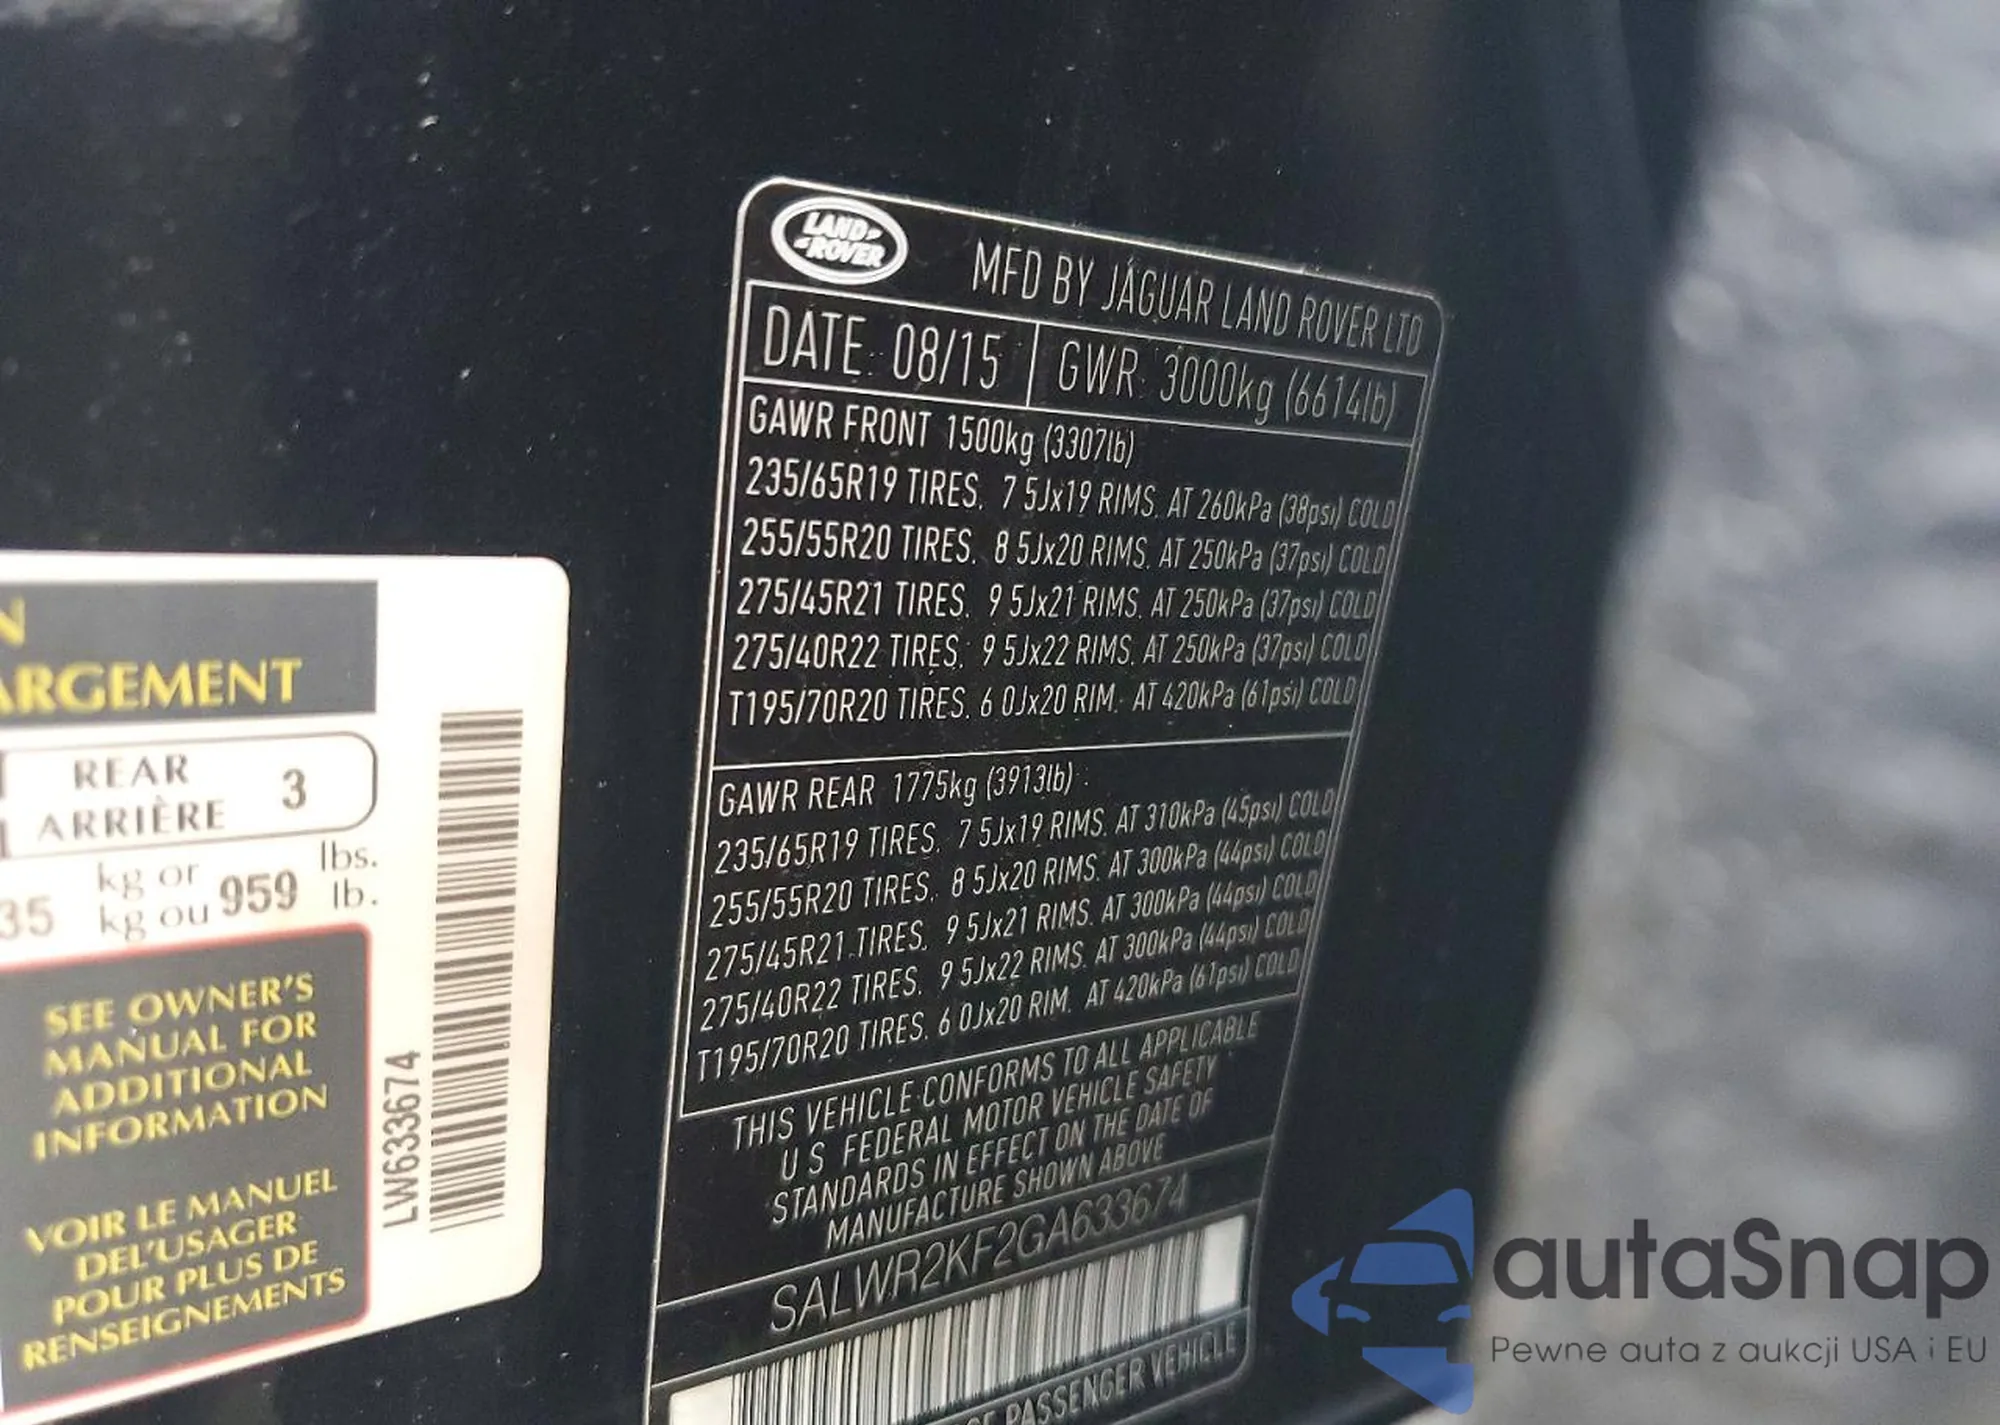 N
ARGEMENT
REAR
ARRIÈRE
3
35
kg or
kg ou
959
lbs.
lb.
SEE OWNER'S
MANUAL FOR
ADDITIONAL
INFORMATION
VOIR LE MANUEL
DEL'USAGER
POUR PLUS DE
RENSEIGNEMENTS
LW633674
LAND
ROVER
MFD BY JAGUAR LAND ROVER LTD
DATE: 08/15
GWR: 3000kg (6614lb)
GAWR FRONT 1500kg (3307lb)
235/65R19 TIRES, 7.5Jx19 RIMS, AT 260kPa (38psi) COLD
255/55R20 TIRES, 8.5Jx20 RIMS, AT 250kPa (37psi) COLD
275/45R21 TIRES, 9.5Jx21 RIMS, AT 250kPa (37psi) COLD
275/40R22 TIRES, 9.5Jx22 RIMS, AT 250kPa (37psi) COLD
T195/70R20 TIRES, 6.0Jx20 RIM, AT 420kPa (61psi) COLD
GAWR REAR 1775kg (3913lb)
235/65R19 TIRES, 7.5Jx19 RIMS, AT 310kPa (45psi) COLD
255/55R20 TIRES, 8.5Jx20 RIMS, AT 300kPa (44psi) COLD
275/45R21 TIRES, 9.5Jx21 RIMS, AT 300kPa (44psi) COLD
275/40R22 TIRES, 9.5Jx22 RIMS, AT 300kPa (44psi) COLD
T195/70R20 TIRES, 6.0Jx20 RIM, AT 420kPa (61psi) COLD
THIS VEHICLE CONFORMS TO ALL APPLICABLE
U.S. FEDERAL MOTOR VEHICLE SAFETY
STANDARDS IN EFFECT ON THE DATE OF
MANUFACTURE SHOWN ABOVE
SALWR2KF2GA633674
PASSENGER VEHICLE
autaSnap
Pewne auta z aukcji USA i EU